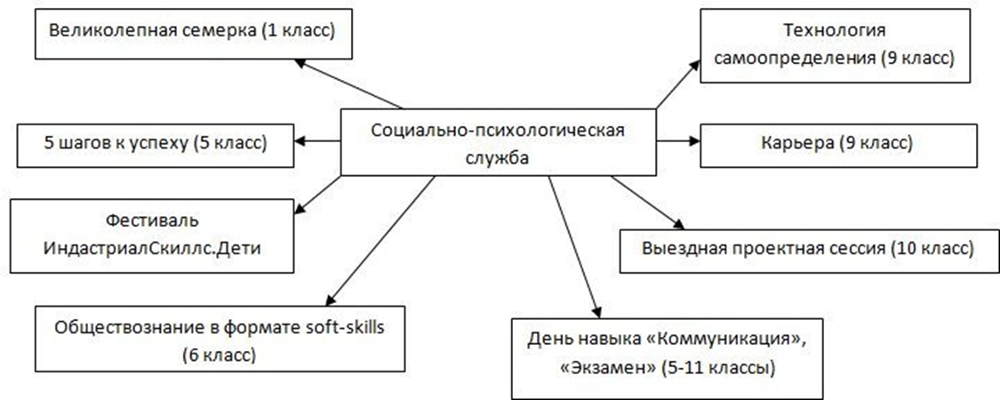 Великолепная семерка (1 класс)
Технология
самоопределения (9 класс)
Социально-психологическая
служба
5 шагов к успеху (5 класс)
Карьера (9 класс)
Фестиваль
ИндастриалСкиллс.Дети
Выездная проектная сессия (10 класс)
Обществознание в формате soft-skills
(6 класс)
День навыка «Коммуникация»,
«Экзамен» (5-11 классы)